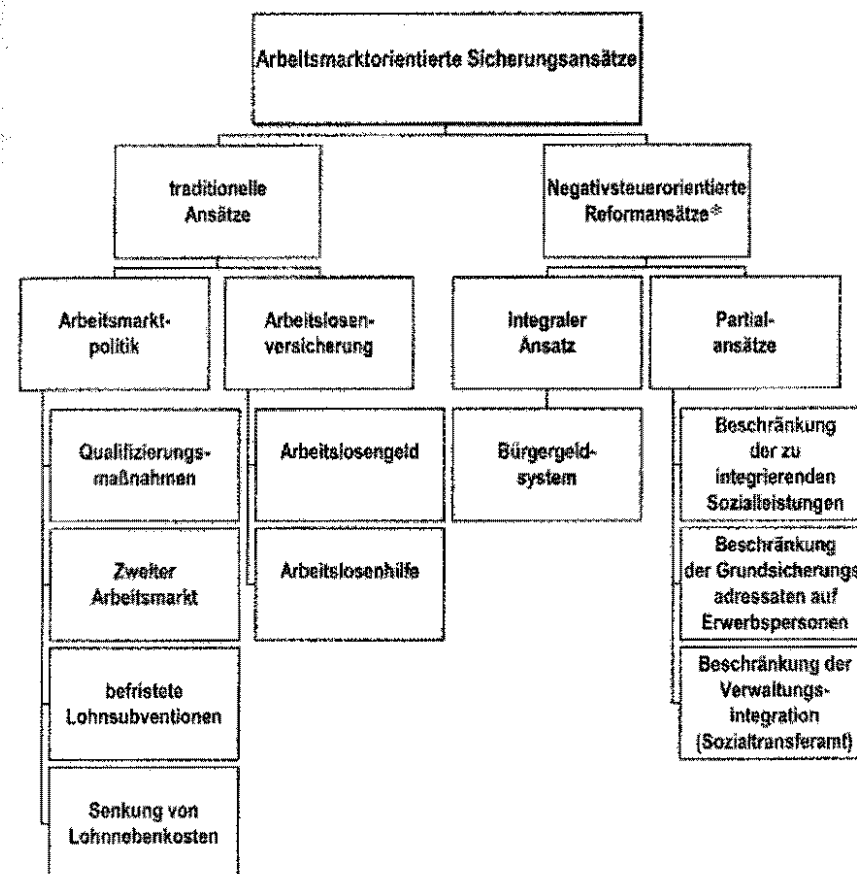 Arbeitsmarktorientierte Sicherungsansätze
traditionelle
Ansätze
Negativsteuerorientierte
Reformansätze*
Arbeitsmarkt-
politik
Arbeitslosen-
versicherung
Integraler
Ansatz
Partial-
ansätze
Qualifizierungs-
maßnahmen
Arbeitslosengeld
Bürgergeld-
system
Beschränkung
der zu
integrierenden
Sozialleistungen
Zweiter
Arbeitsmarkt
Arbeitslosenhilfe
Beschränkung
der Grundsicherungs
adressaten auf
Erwerbspersonen
befristete
Lohnsubventionen
Beschränkung der
Verwaltungs-
integration
(Sozialtransferamt)
Senkung von
Lohnnebenkosten